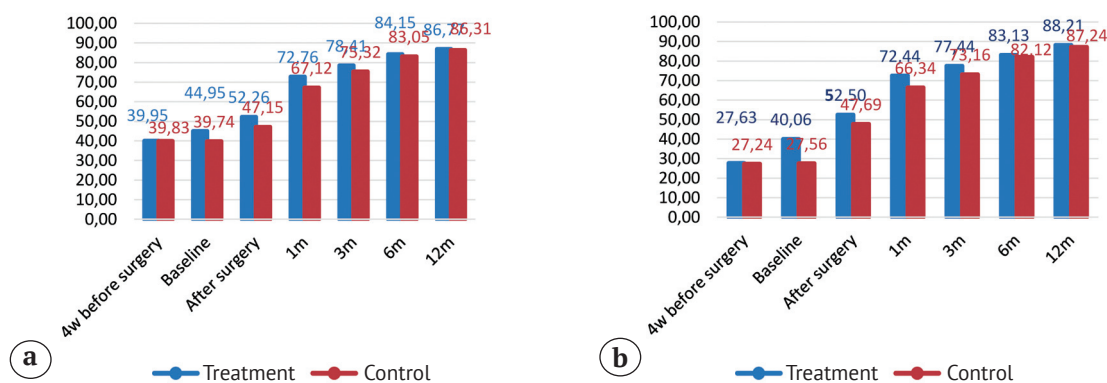 100,00
90,00
80,00
70,00
60,00
50,00
40,00
30,00
20,00
10,00
0,00
39,95
39,83
44,95
39,74
52,26
47,15
72,76
67,12
78,41
75,32
84,15
83,05
86,77
86,31
4w before surgery
Baseline
After surgery
1m
3m
6m
12m
a
Treatment
Control
100,00
90,00
80,00
70,00
60,00
50,00
40,00
30,00
20,00
10,00
0,00
27,63
27,24
40,06
27,56
52,50
47,69
72,44
66,34
77,44
73,16
83,13
82,12
88,21
87,24
4w before surgery
Baseline
After surgery
1m
3m
6m
12m
b
Treatment
Control